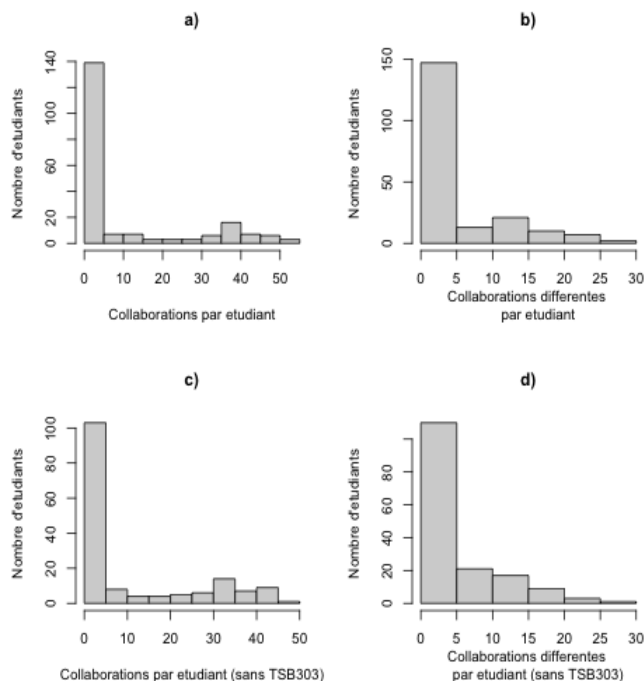 a)
Nombre d'etudiants
0 20 60 100 140
0 10 20 30 40 50
Collaborations par etudiant
b)
Nombre d'etudiants
0 50 100 150
0 5 10 15 20 25 30
Collaborations differentes
par etudiant
c)
Nombre d'etudiants
0 20 40 60 80 100
0 10 20 30 40 50
Collaborations par etudiant (sans TSB303)
d)
Nombre d'etudiants
0 20 40 60 80
0 5 10 15 20 25 30
Collaborations differentes
par etudiant (sans TSB303)